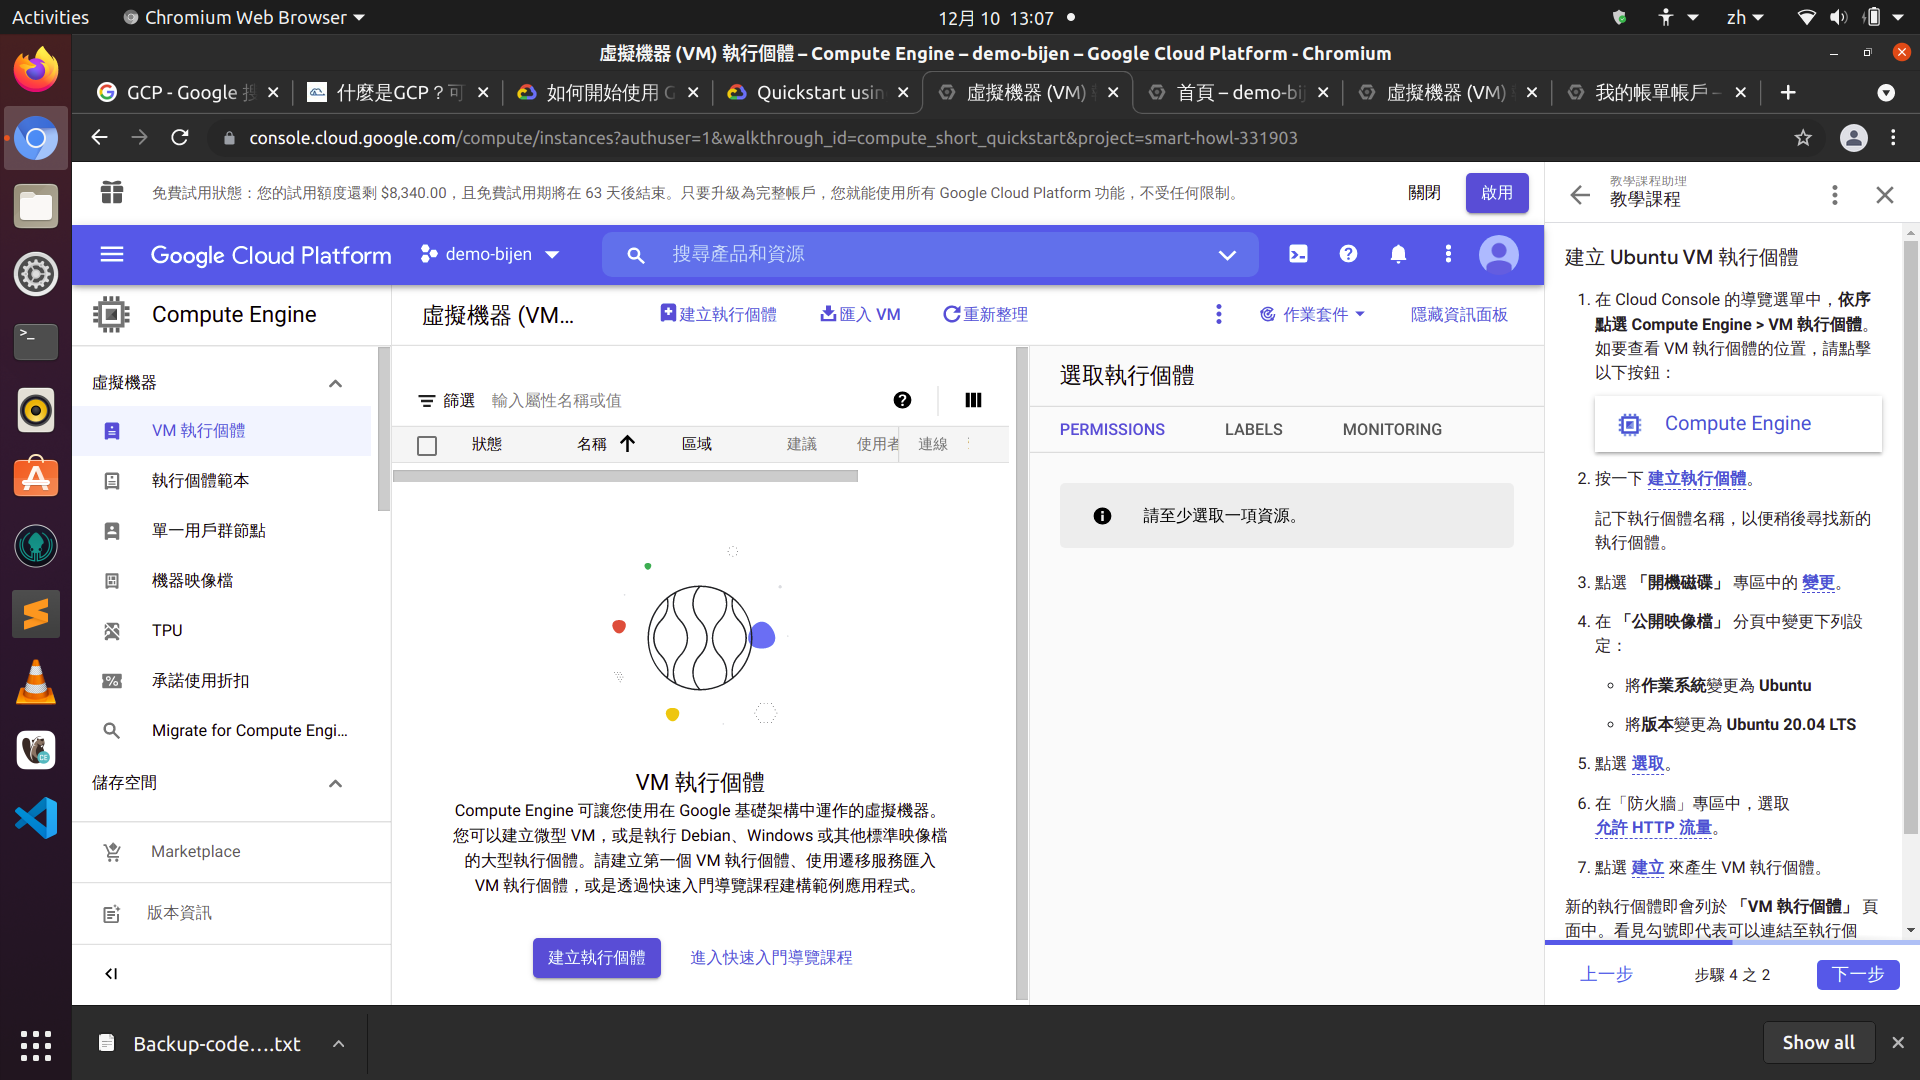 Activities
Chromium Web Browser
12月 10 13:07
zh
虛擬機器 (VM) 執行個體 – Compute Engine – demo-bijen – Google Cloud Platform - Chromium
GCP - Google 搜
什麼是GCP？可
如何開始使用 G
Quickstart usin
虛擬機器 (VM)
首頁 – demo-bij
虛擬機器 (VM)
我的帳單帳戶 –
console.cloud.google.com/compute/instances?authuser=1&walkthrough_id=compute_short_quickstart&project=smart-howl-331903
免費試用狀態：您的試用額度還剩 $8,340.00，且免費試用期將在 63 天後結束。只要升級為完整帳戶，您就能使用所有 Google Cloud Platform 功能，不受任何限制。
關閉
啟用
Google Cloud Platform
demo-bijen
搜尋產品和資源
Compute Engine
虛擬機器 (VM...
建立執行個體
匯入 VM
重新整理
作業套件
隱藏資訊面板
虛擬機器
VM 執行個體
執行個體範本
單一用戶群節點
機器映像檔
TPU
承諾使用折扣
Migrate for Compute Engi...
儲存空間
Marketplace
版本資訊
篩選
輸入屬性名稱或值
狀態
名稱
區域
建議
使用者
連線
VM 執行個體
Compute Engine 可讓您使用在 Google 基礎架構中運作的虛擬機器。
您可以建立微型 VM，或是執行 Debian、Windows 或其他標準映像檔
的大型執行個體。請建立第一個 VM 執行個體、使用遷移服務匯入
VM 執行個體，或是透過快速入門導覽課程建構範例應用程式。
建立執行個體
進入快速入門導覽課程
選取執行個體
PERMISSIONS
LABELS
MONITORING
請至少選取一項資源。
教學課程助理
教學課程
建立 Ubuntu VM 執行個體
1. 在 Cloud Console 的導覽選單中，依序
點選 Compute Engine > VM 執行個體。
如要查看 VM 執行個體的位置，請點擊
以下按鈕：
Compute Engine
2. 按一下 建立執行個體。
記下執行個體名稱，以便稍後尋找新的
執行個體。
3. 點選 「開機磁碟」 專區中的 變更。
4. 在 「公開映像檔」 分頁中變更下列設
定：
將作業系統變更為 Ubuntu
將版本變更為 Ubuntu 20.04 LTS
5. 點選 選取。
6. 在「防火牆」專區中，選取
允許 HTTP 流量。
7. 點選 建立 來產生 VM 執行個體。
新的執行個體即會列於 「VM 執行個體」 頁
面中。看見勾號即代表可以連結至執行個
上一步
步驟 4 之 2
下一步
Backup-code....txt
Show all